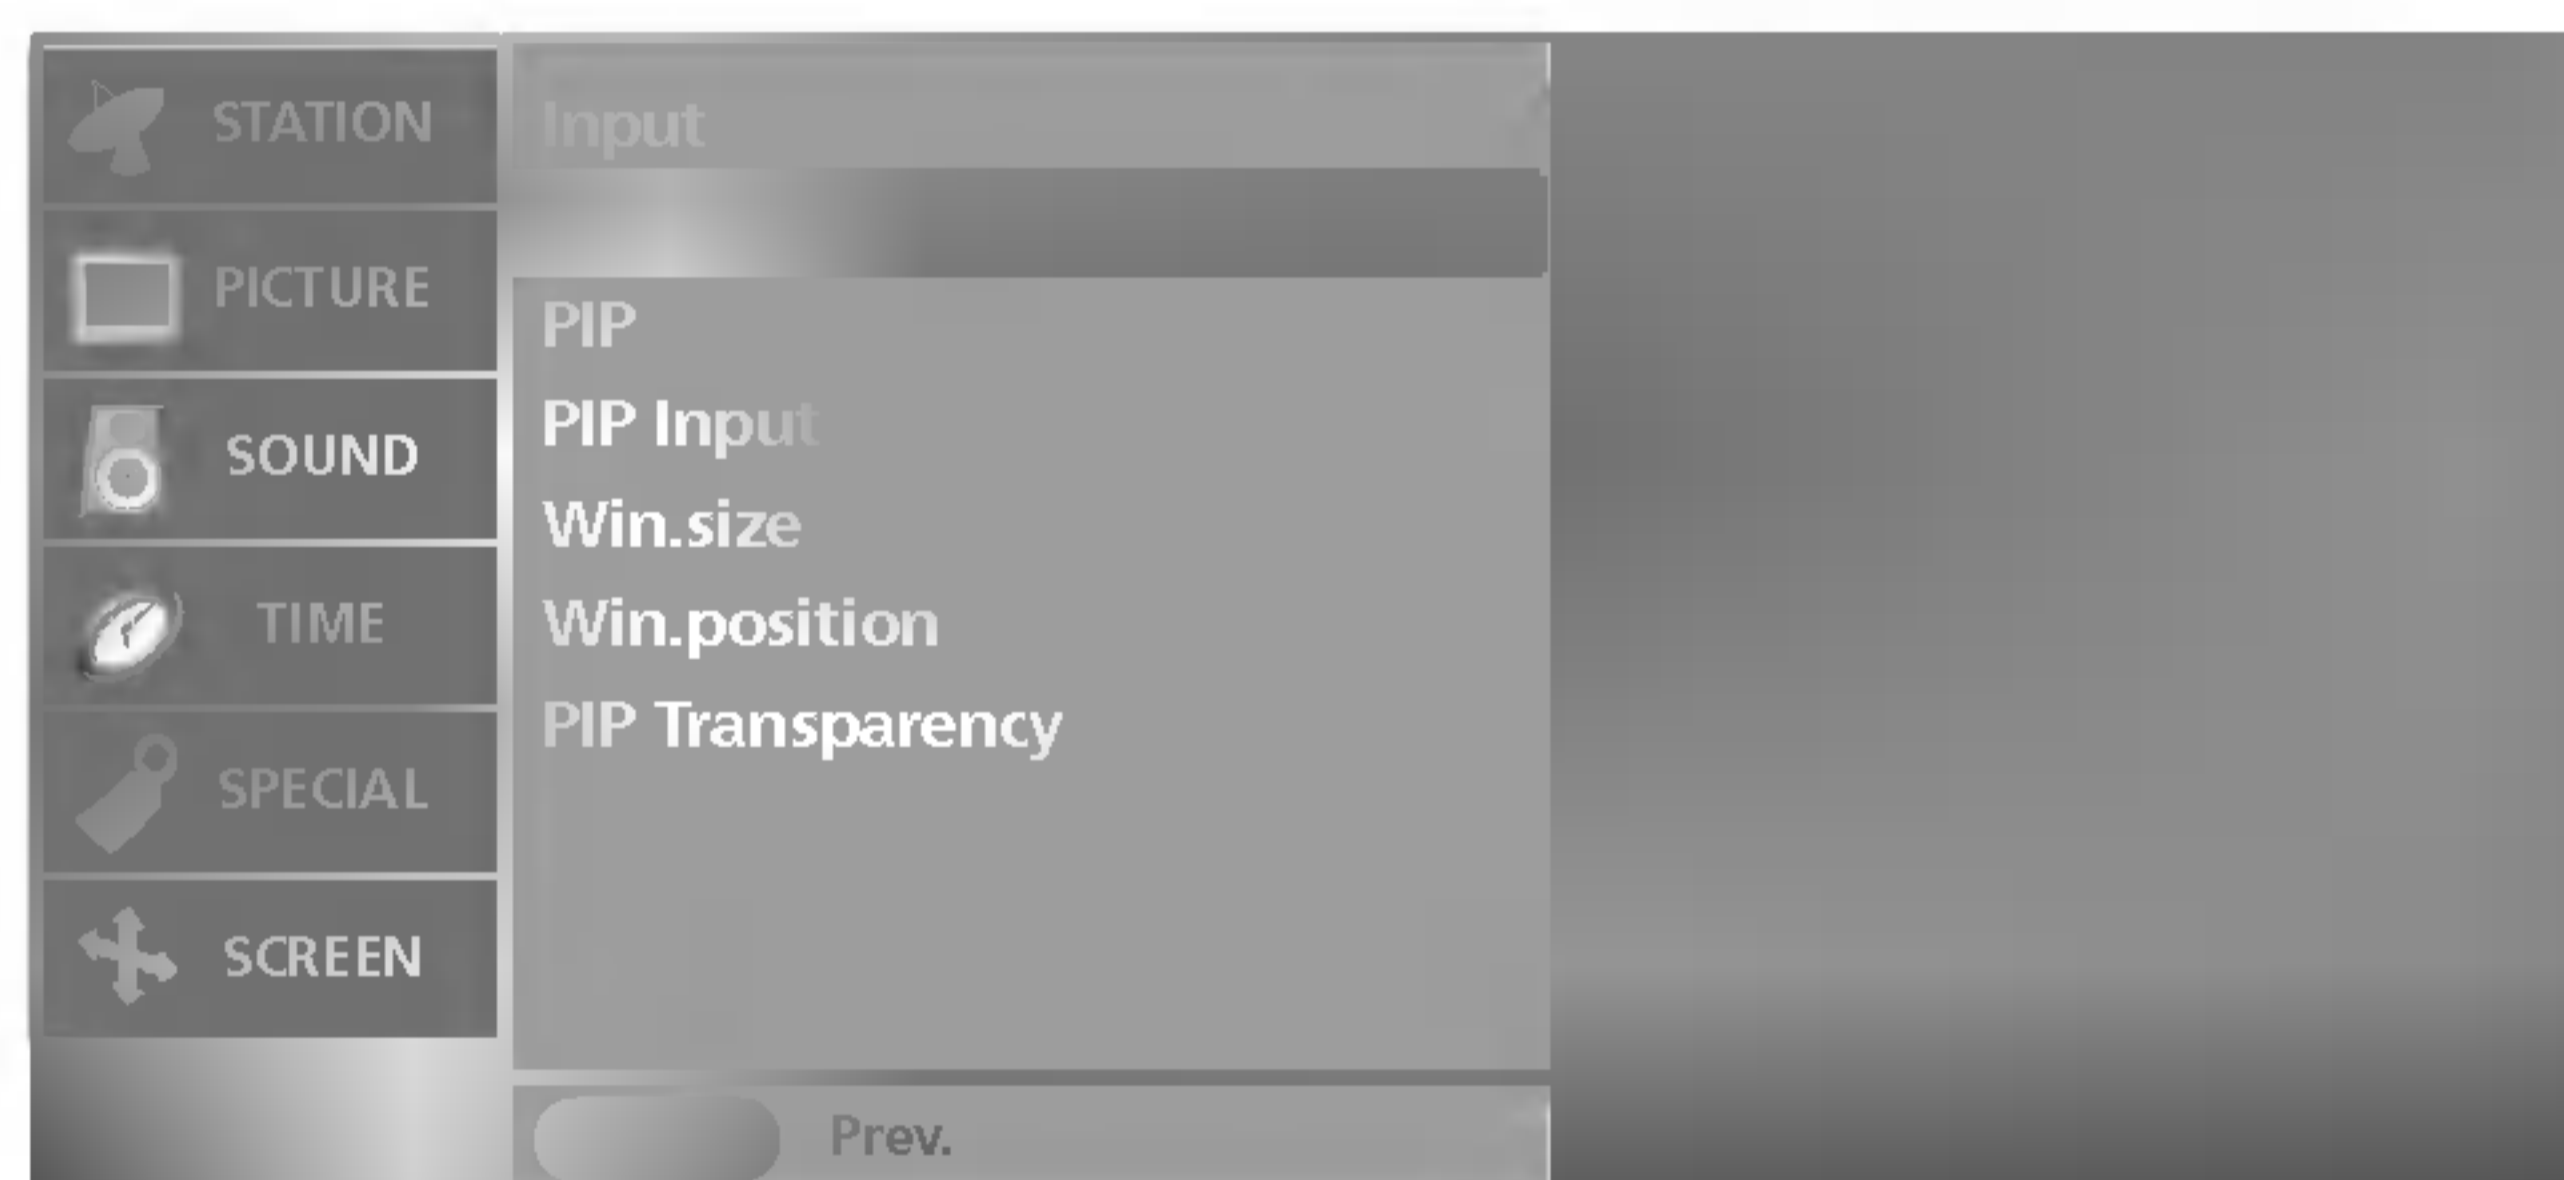 STATION
PICTURE
SOUND
TIME
SPECIAL
SCREEN
Input
PIP
PIP Input
Win.size
Win.position
PIP Transparency
Prev.